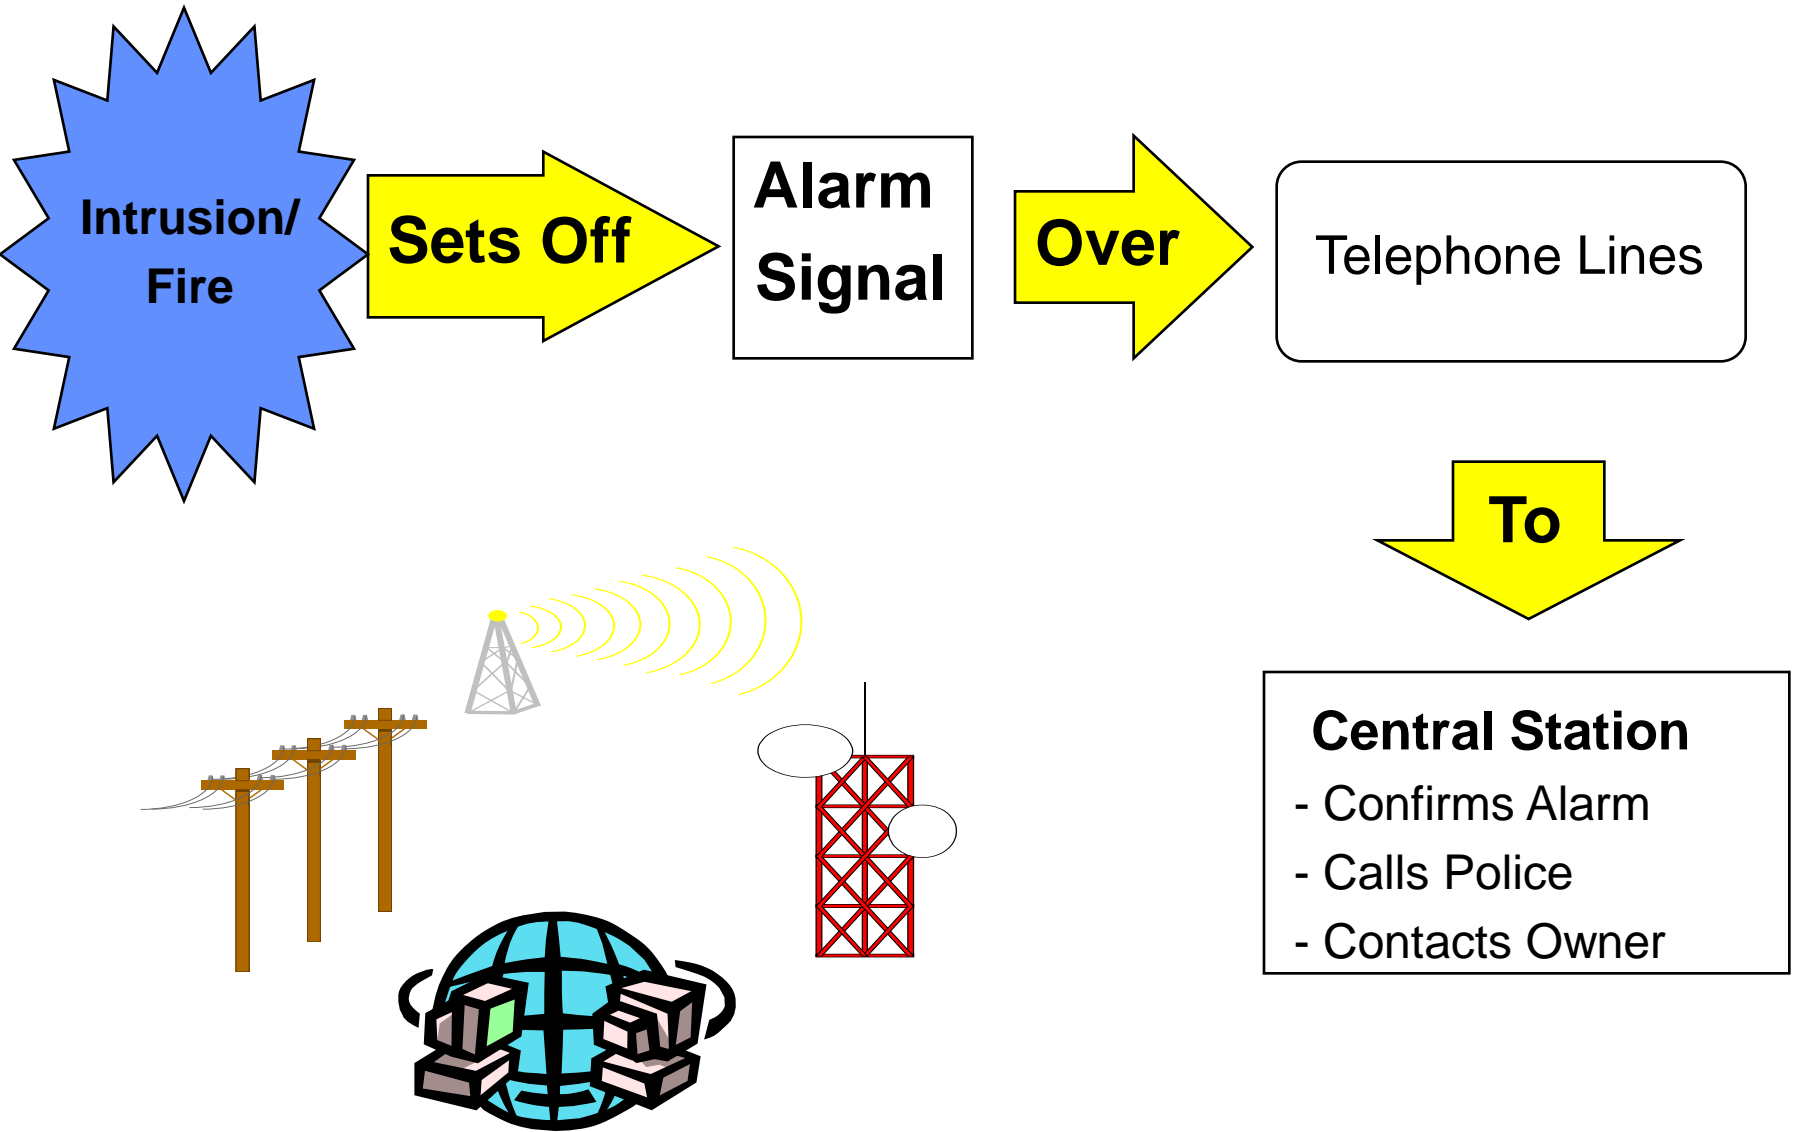 Intrusion/
Fire
Sets Off
Alarm
Signal
Over
Telephone Lines
To
Central Station
- Confirms Alarm
- Calls Police
- Contacts Owner